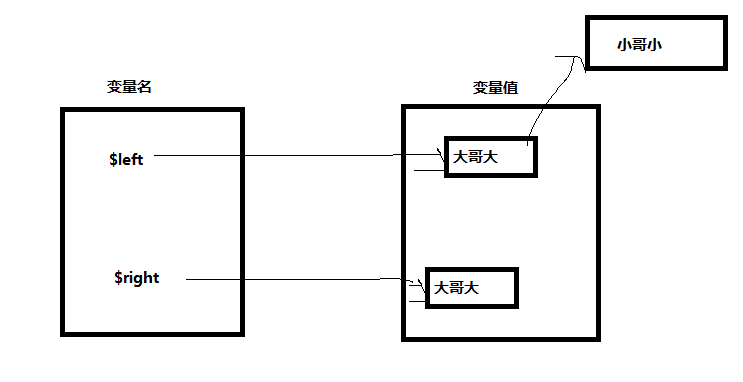 小哥小
变量名
变量值
$left
大哥大
$right
大哥大